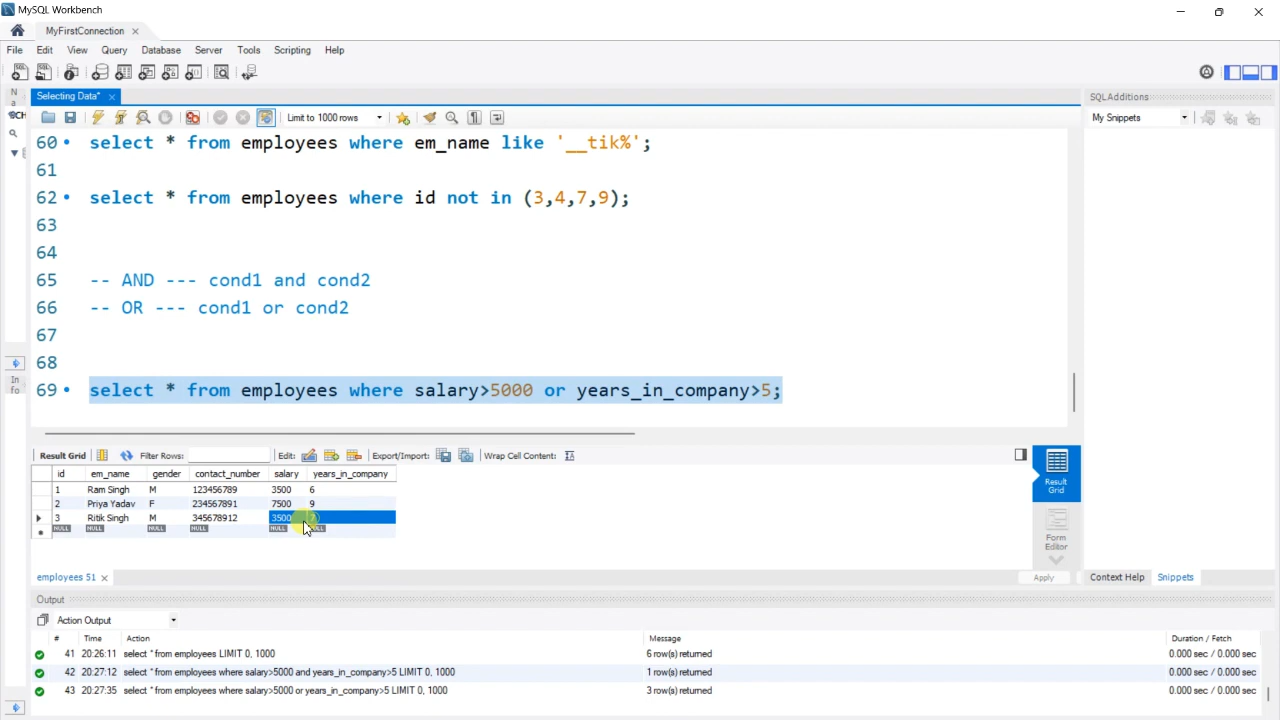 MySQL Workbench
MyFirstConnection
File Edit View Query Database Server Tools Scripting Help
Selecting Data*
SQLAdditions
Limit to 1000 rows
My Snippets
60 select * from employees where em_name like '__tik%';
61
62 select * from employees where id not in (3,4,7,9);
63
64
65 -- AND --- cond1 and cond2
66 -- OR --- cond1 or cond2
67
68
69 select * from employees where salary>5000 or years_in_company>5;
Result Grid Filter Rows: Edit: Export/Import: Wrap Cell Content:
id em_name gender contact_number salary years_in_company
1 Ram Singh M 123456789 3500 6
2 Priya Yadav F 234567891 7500 9
3 Ritik Singh M 345678912 3500 7
NULL NULL NULL NULL NULL NULL
Result
Grid
Form
Editor
employees 51
Apply
Context Help Snippets
Output
Action Output
# Time Action Message Duration / Fetch
41 20:26:11 select * from employees LIMIT 0, 1000 6 row(s) returned 0.000 sec / 0.000 sec
42 20:27:12 select * from employees where salary>5000 and years_in_company>5 LIMIT 0, 1000 1 row(s) returned 0.000 sec / 0.000 sec
43 20:27:35 select * from employees where salary>5000 or years_in_company>5 LIMIT 0, 1000 3 row(s) returned 0.000 sec / 0.000 sec